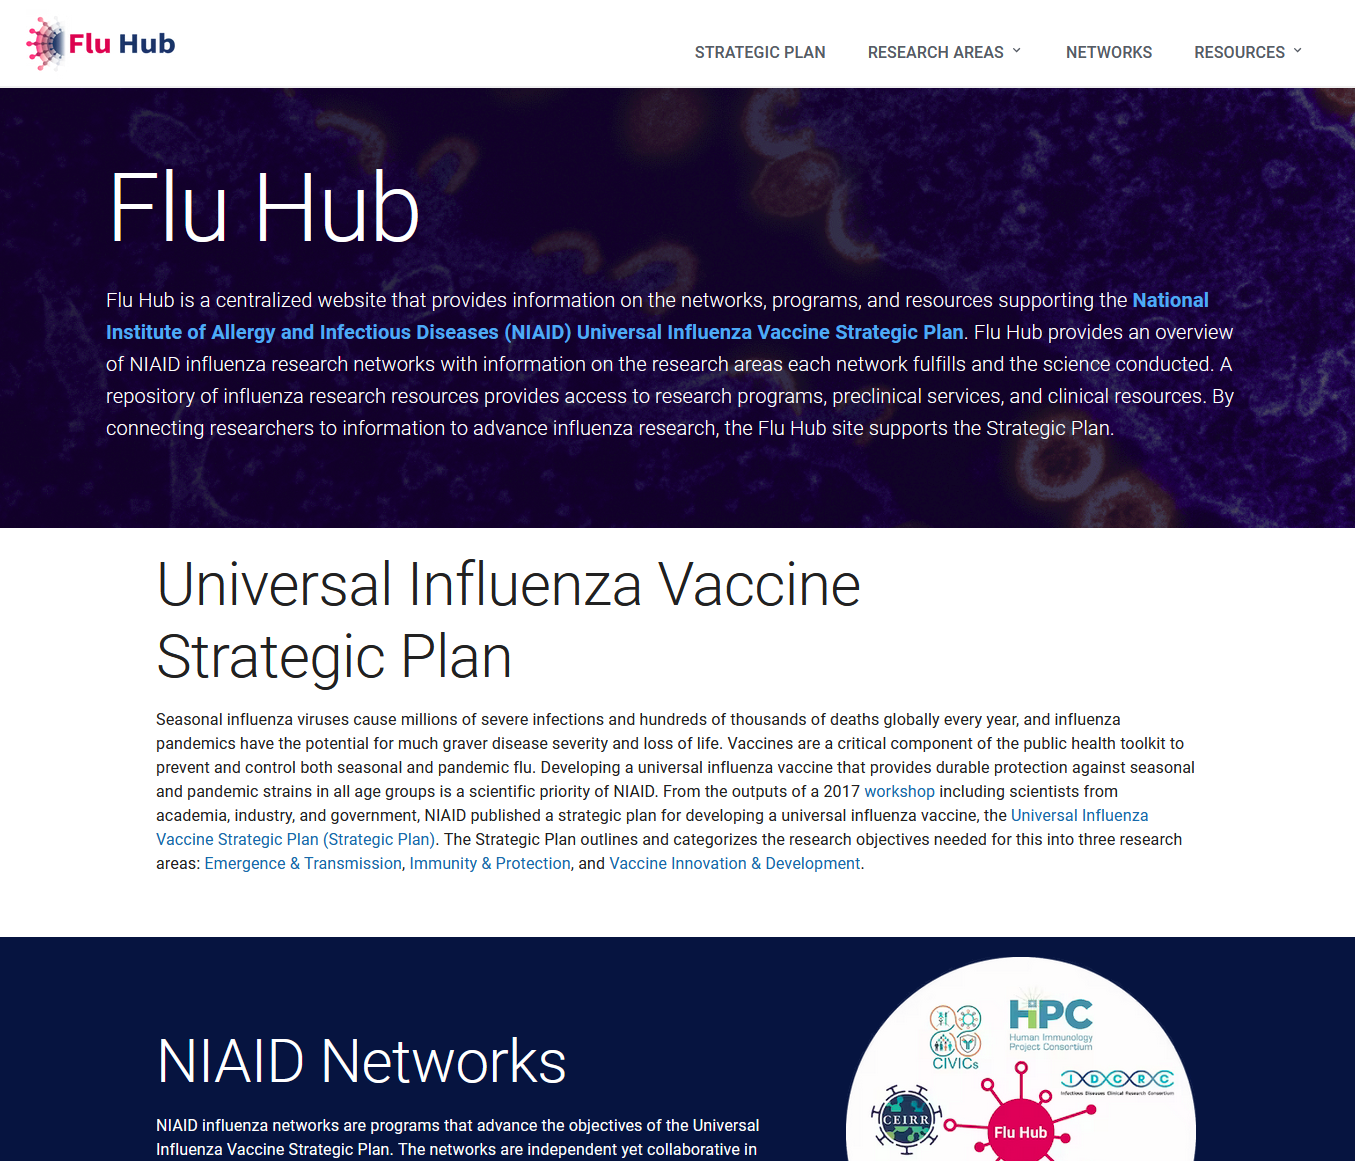 Flu Hub
STRATEGIC PLAN
RESEARCH AREAS
NETWORKS
RESOURCES
Flu Hub
Flu Hub is a centralized website that provides information on the networks, programs, and resources supporting the National
Institute of Allergy and Infectious Diseases (NIAID) Universal Influenza Vaccine Strategic Plan. Flu Hub provides an overview
of NIAID influenza research networks with information on the research areas each network fulfills and the science conducted. A
repository of influenza research resources provides access to research programs, preclinical services, and clinical resources. By
connecting researchers to information to advance influenza research, the Flu Hub site supports the Strategic Plan.
Universal Influenza Vaccine
Strategic Plan
Seasonal influenza viruses cause millions of severe infections and hundreds of thousands of deaths globally every year, and influenza
pandemics have the potential for much graver disease severity and loss of life. Vaccines are a critical component of the public health toolkit to
prevent and control both seasonal and pandemic flu. Developing a universal influenza vaccine that provides durable protection against seasonal
and pandemic strains in all age groups is a scientific priority of NIAID. From the outputs of a 2017 workshop including scientists from
academia, industry, and government, NIAID published a strategic plan for developing a universal influenza vaccine, the Universal Influenza
Vaccine Strategic Plan (Strategic Plan). The Strategic Plan outlines and categorizes the research objectives needed for this into three research
areas: Emergence & Transmission, Immunity & Protection, and Vaccine Innovation & Development.
NIAID Networks
NIAID influenza networks are programs that advance the objectives of the Universal
Influenza Vaccine Strategic Plan. The networks are independent yet collaborative in
HiPC
Human Immunology
Project Consortium
CIVICs
IDCRC
Infectious Diseases Clinical Research Consortium
CEIRR
Flu Hub